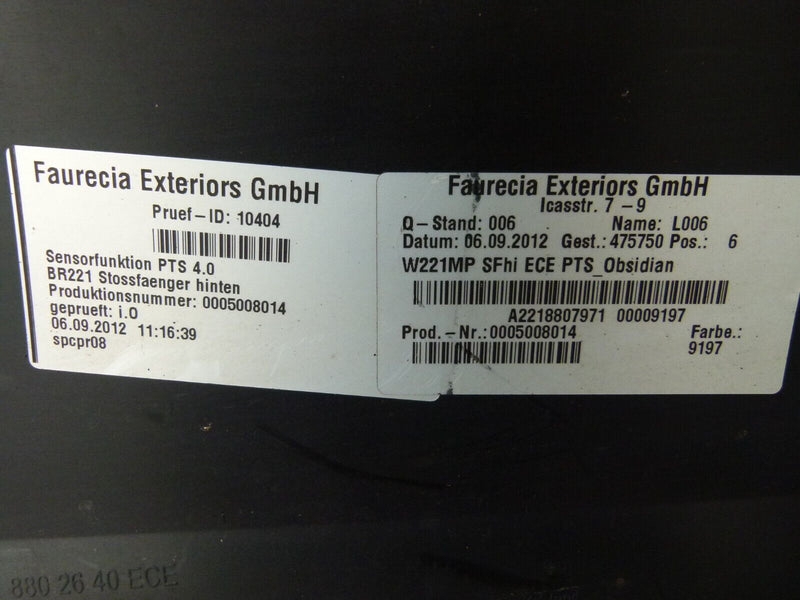 Faurecia Exteriors GmbH
Pruef-ID: 10404
Sensorfunktion PTS 4.0
BR221 Stossfaenger hinten
Produktionsnummer: 0005008014
geprueft: i.O
06.09.2012 11:16:39
spcpr08
Faurecia Exteriors GmbH
Icasstr. 7-9
Q-Stand: 006 Name: L006
Datum: 06.09.2012 Gest.: 475750 Pos.: 6
W221MP SFhi ECE PTS_Obsidian
A2218807971 00009197
Prod.-Nr.:0005008014 Farbe.:
9197
880 26 40 ECE